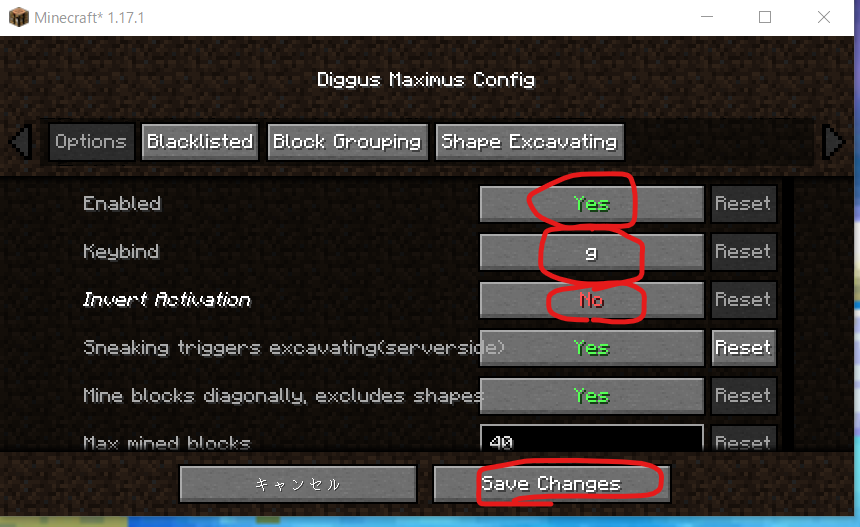 Minecraft* 1.17.1
Diggus Maximus Config
Options Blacklisted Block Grouping Shape Excavating
Enabled Yes Reset
Keybind g Reset
Invert Activation No Reset
Sneaking triggers excavating(serverside) Yes Reset
Mine blocks diagonally, excludes shapes Yes Reset
Max mined blocks 40 Reset
キャンセル Save Changes